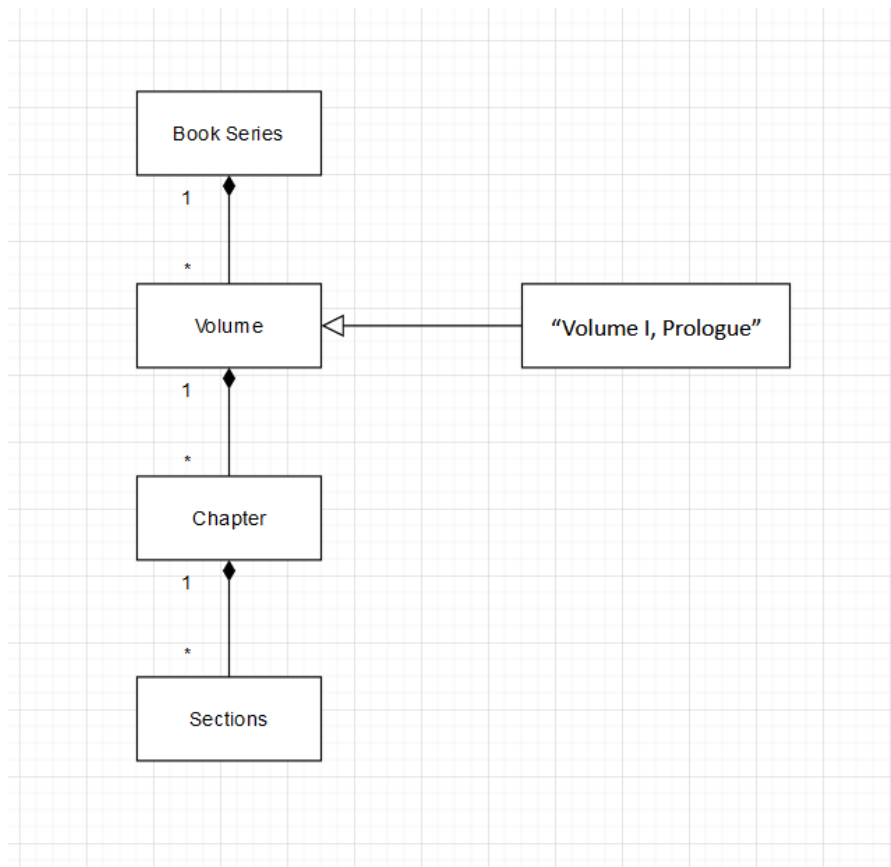 Book Series
1
*
Volume
“Volume I, Prologue”
1
*
Chapter
1
*
Sections